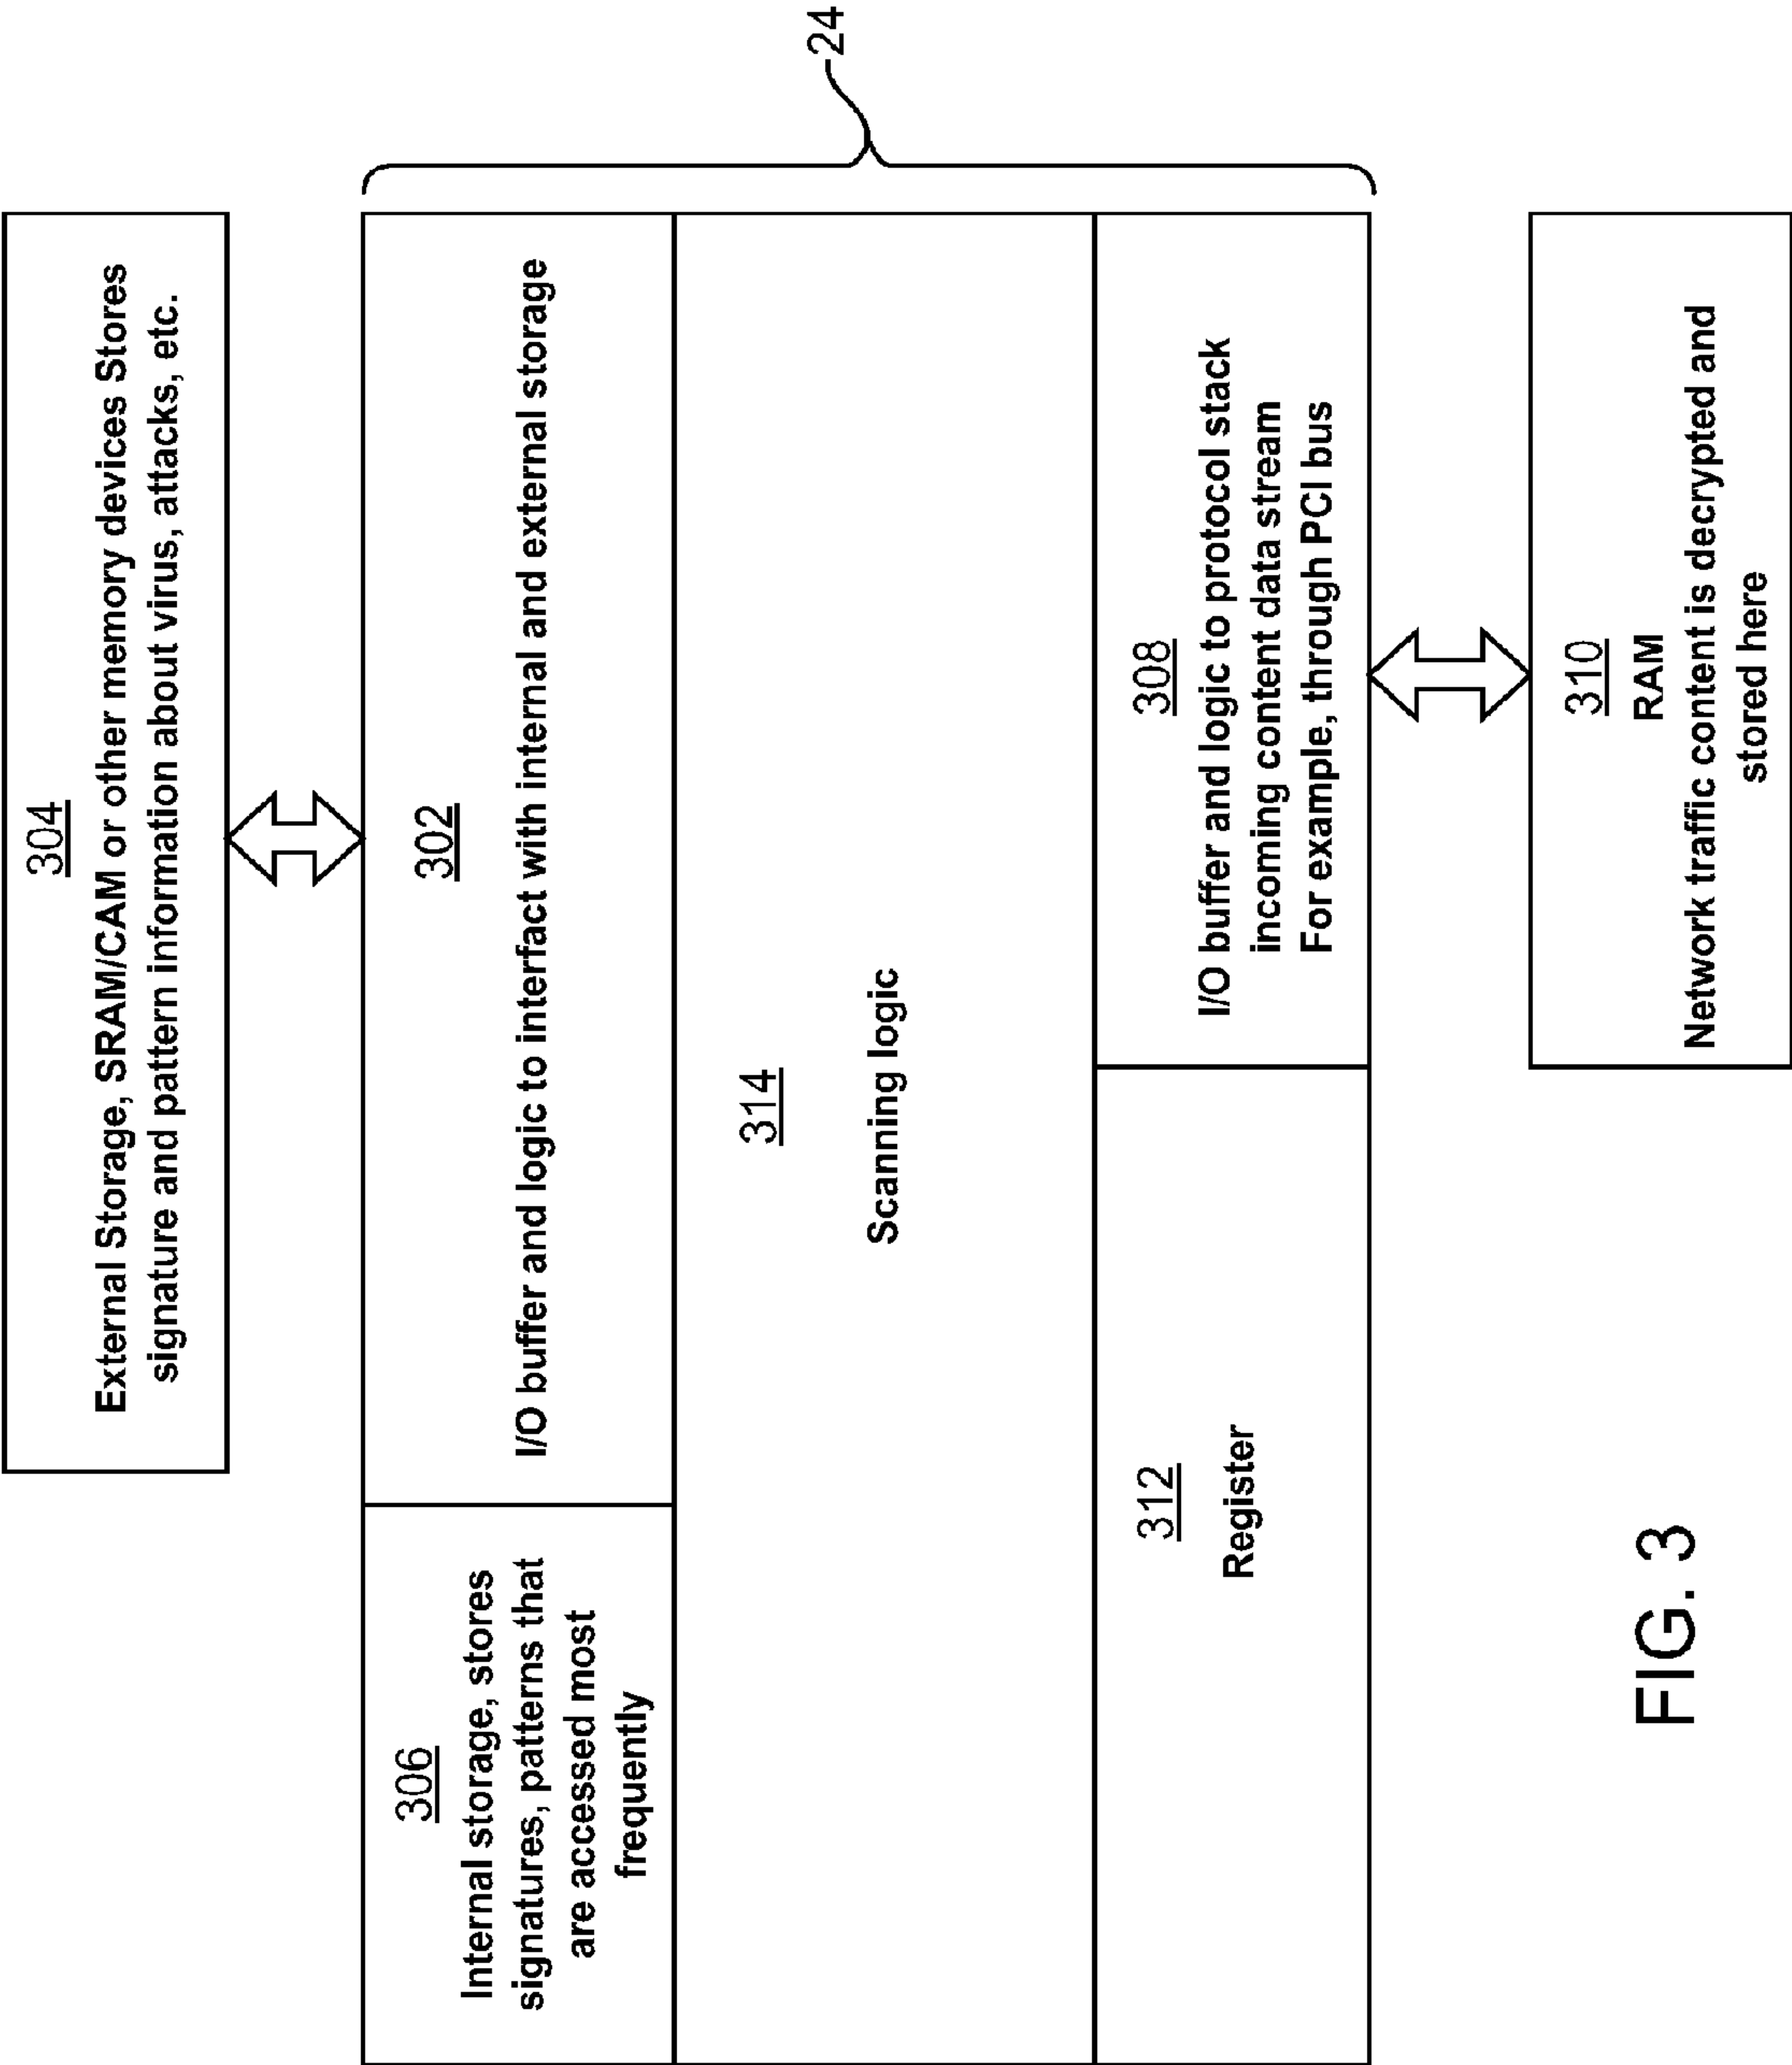 304
External Storage, SRAM/CAM or other memory devices Stores
signature and pattern information about virus, attacks, etc.
24
306
Internal storage, stores
signatures, patterns that
are accessed most
frequently
302
I/O buffer and logic to interfact with internal and external storage
314
Scanning logic
312
Register
308
I/O buffer and logic to protocol stack
incoming content data stream
For example, through PCI bus
310
RAM
Network traffic content is decrypted and
stored here
FIG. 3